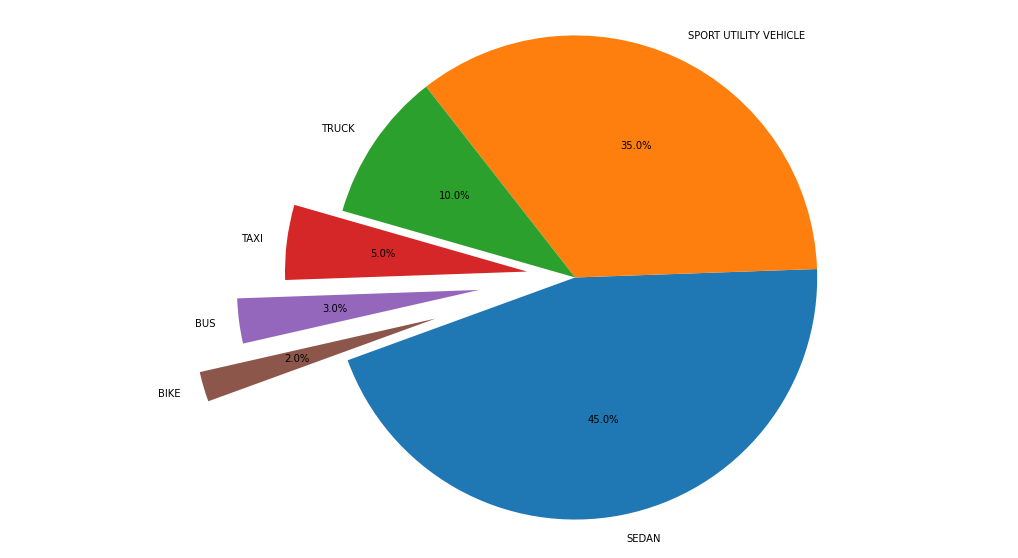 SPORT UTILITY VEHICLE
TRUCK
35.0%
10.0%
TAXI
5.0%
BUS
3.0%
2.0%
BIKE
45.0%
SEDAN